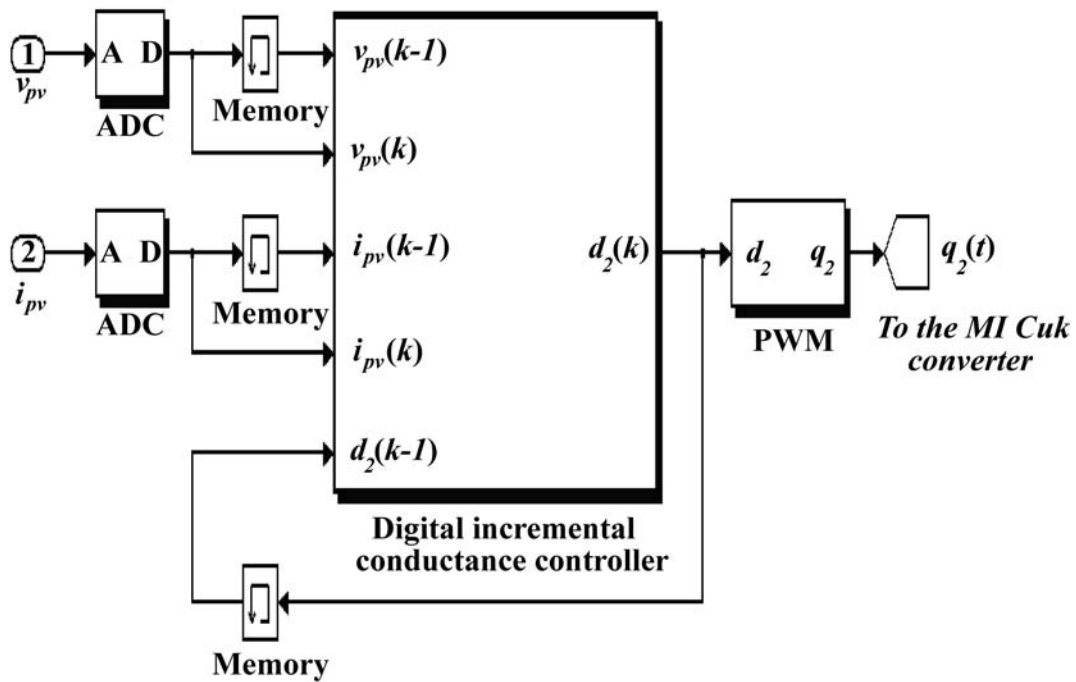 1
v_pv
A D
ADC
Memory
v_pv(k-1)
v_pv(k)
2
i_pv
A D
ADC
Memory
i_pv(k-1)
i_pv(k)
d_2(k-1)
d_2(k)
Digital incremental
conductance controller
Memory
d_2 q_2
PWM
q_2(t)
To the MI Cuk
converter